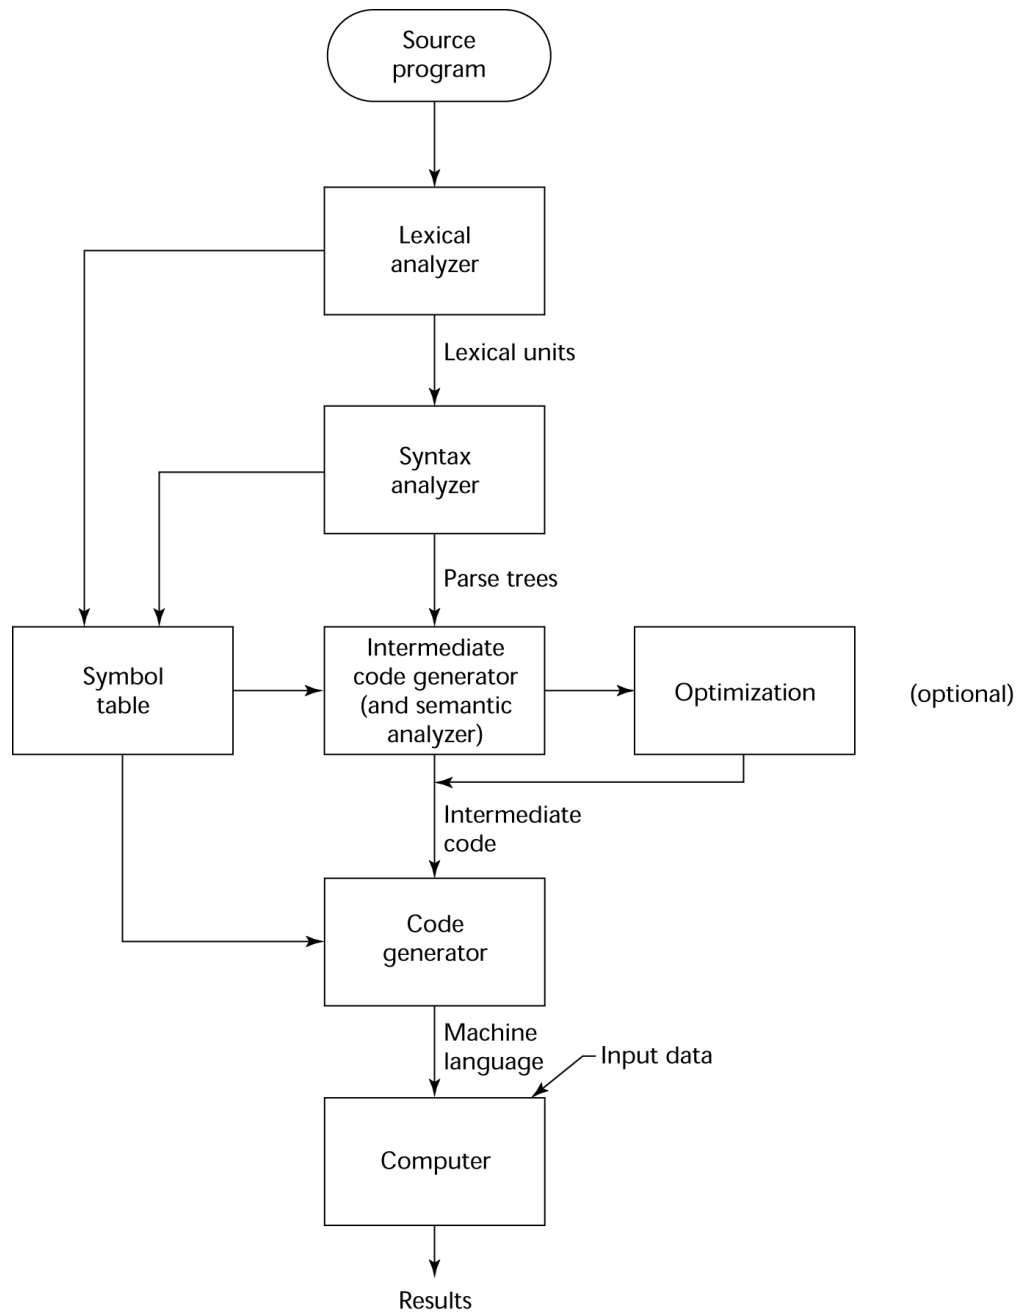 Source
program
Lexical
analyzer
Lexical units
Syntax
analyzer
Parse trees
Symbol
table
Intermediate
code generator
(and semantic
analyzer)
Optimization
(optional)
Intermediate
code
Code
generator
Machine
language
Input data
Computer
Results